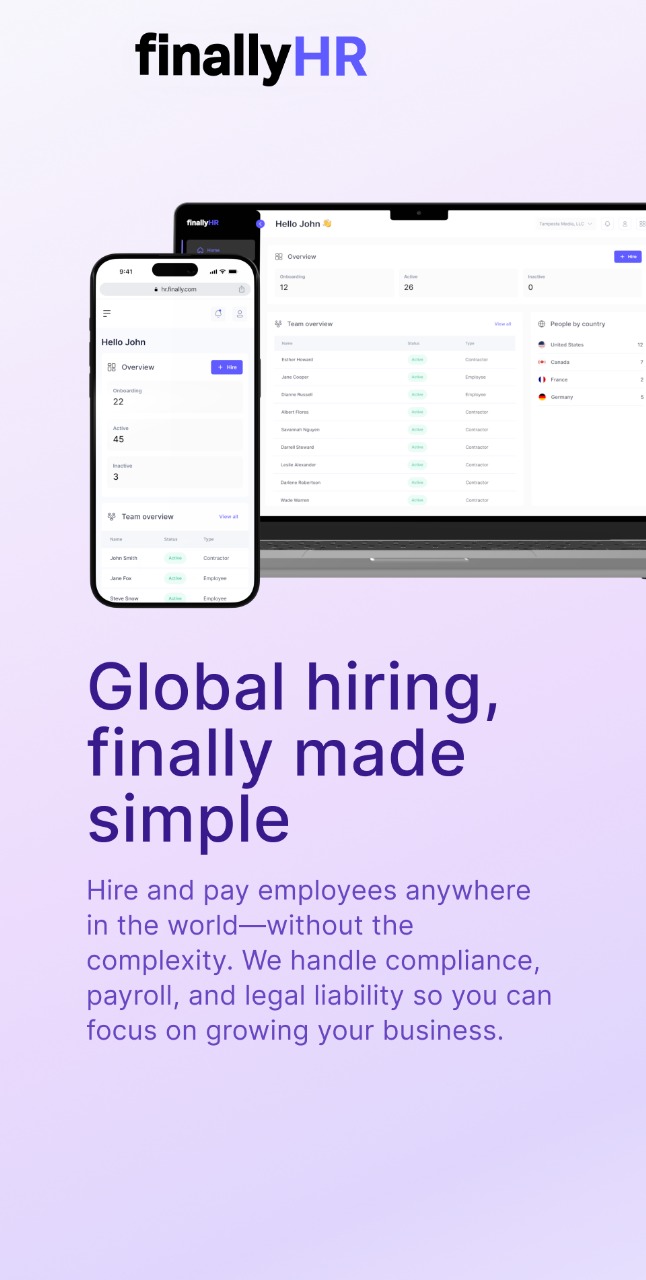 finallyHR
finallyHR
Home
Hello John 👋
Template Media, LLC
Overview
+ Hire
Onboarding
12
Active
26
Inactive
0
Team overview
View all
Name Status Type
Esther Howard Active Contractor
Jane Cooper Active Employee
Dianne Russell Active Employee
Albert Flores Active Contractor
Savannah Nguyen Active Contractor
Darrell Steward Active Contractor
Leslie Alexander Active Contractor
Darlene Robertson Active Contractor
Wade Warren Active Contractor
People by country
United States 12
Canada 7
France 2
Germany 5
9:41
hr.finally.com
Hello John
Overview
+ Hire
Onboarding
22
Active
45
Inactive
3
Team overview
View all
Name Status Type
John Smith Active Contractor
Jane Fox Active Employee
Steve Snow Active Employee
Global hiring,
finally made
simple
Hire and pay employees anywhere
in the world—without the
complexity. We handle compliance,
payroll, and legal liability so you can
focus on growing your business.